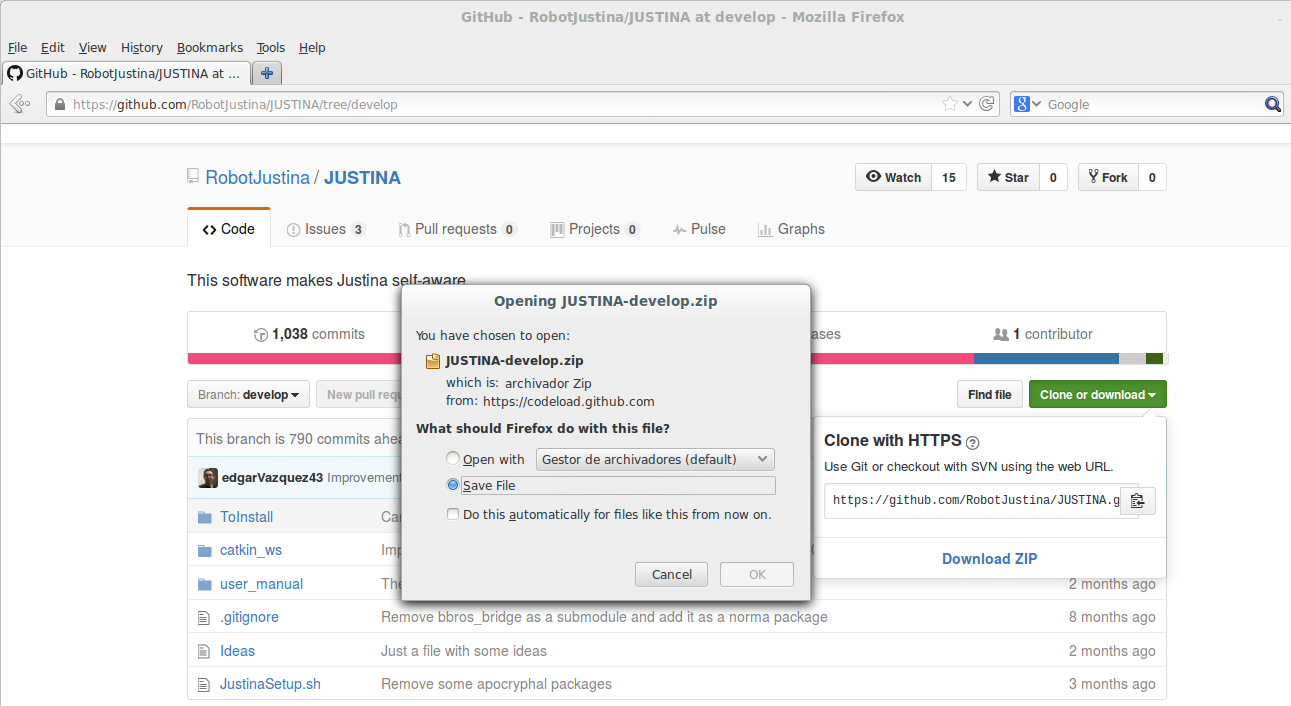 GitHub - RobotJustina/JUSTINA at develop - Mozilla Firefox
File Edit View History Bookmarks Tools Help
GitHub - RobotJustina/JUSTINA at ...
https://github.com/RobotJustina/JUSTINA/tree/develop
8 Google
RobotJustina / JUSTINA
Watch 15 Star 0 Fork 0
Code Issues 3 Pull requests 0 Projects 0 Pulse Graphs
This software makes Justina self-aware
Opening JUSTINA-develop.zip
1,038 commits
ases
1 contributor
You have chosen to open:
JUSTINA-develop.zip
which is: archivador Zip
from: https://codeload.github.com
What should Firefox do with this file?
Open with Gestor de archivadores (default)
Save File
Do this automatically for files like this from now on.
Cancel OK
Branch: develop
New pull requ
Find file Clone or download
Clone with HTTPS ?
Use Git or checkout with SVN using the web URL.
https://github.com/RobotJustina/JUSTINA.g
Download ZIP
This branch is 790 commits ahea
edgarVazquez43 Improvement
ToInstall Ca
catkin_ws Imp
user_manual The 2 months ago
.gitignore Remove bbros_bridge as a submodule and add it as a norma package 8 months ago
Ideas Just a file with some ideas 2 months ago
JustinaSetup.sh Remove some apocryphal packages 3 months ago